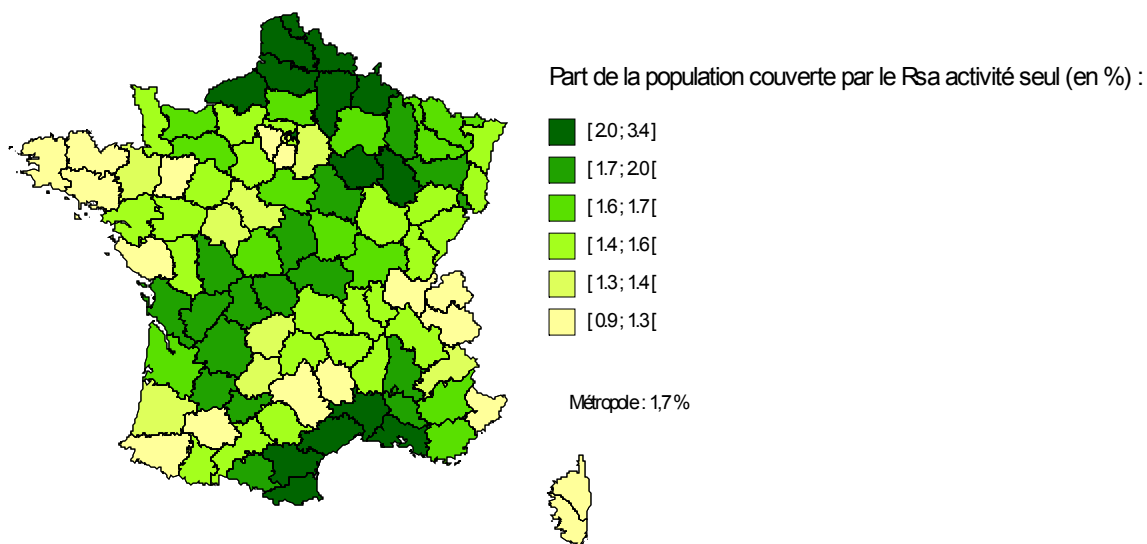 Part de la population couverte par le Rsa activité seul (en %) :
[ 2.0 ; 3.4 ]
[ 1.7 ; 2.0 [
[ 1.6 ; 1.7 [
[ 1.4 ; 1.6 [
[ 1.3 ; 1.4 [
[ 0.9 ; 1.3 [
Métropole : 1,7 %